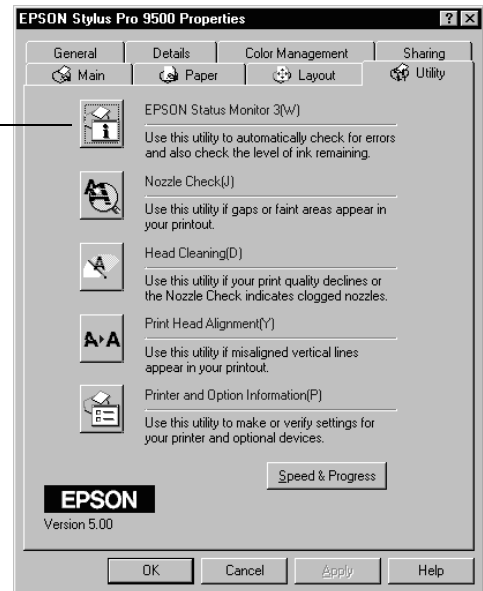 EPSON Stylus Pro 9500 Properties
General Details Color Management Sharing
Main Paper Layout Utility
EPSON Status Monitor 3(W)
Use this utility to automatically check for errors
and also check the level of ink remaining.
Nozzle Check(J)
Use this utility if gaps or faint areas appear in
your printout.
Head Cleaning(D)
Use this utility if your print quality declines or
the Nozzle Check indicates clogged nozzles.
Print Head Alignment(Y)
Use this utility if misaligned vertical lines
appear in your printout.
Printer and Option Information(P)
Use this utility to make or verify settings for
your printer and optional devices.
Speed & Progress
EPSON
Version 5.00
OK Cancel Apply Help